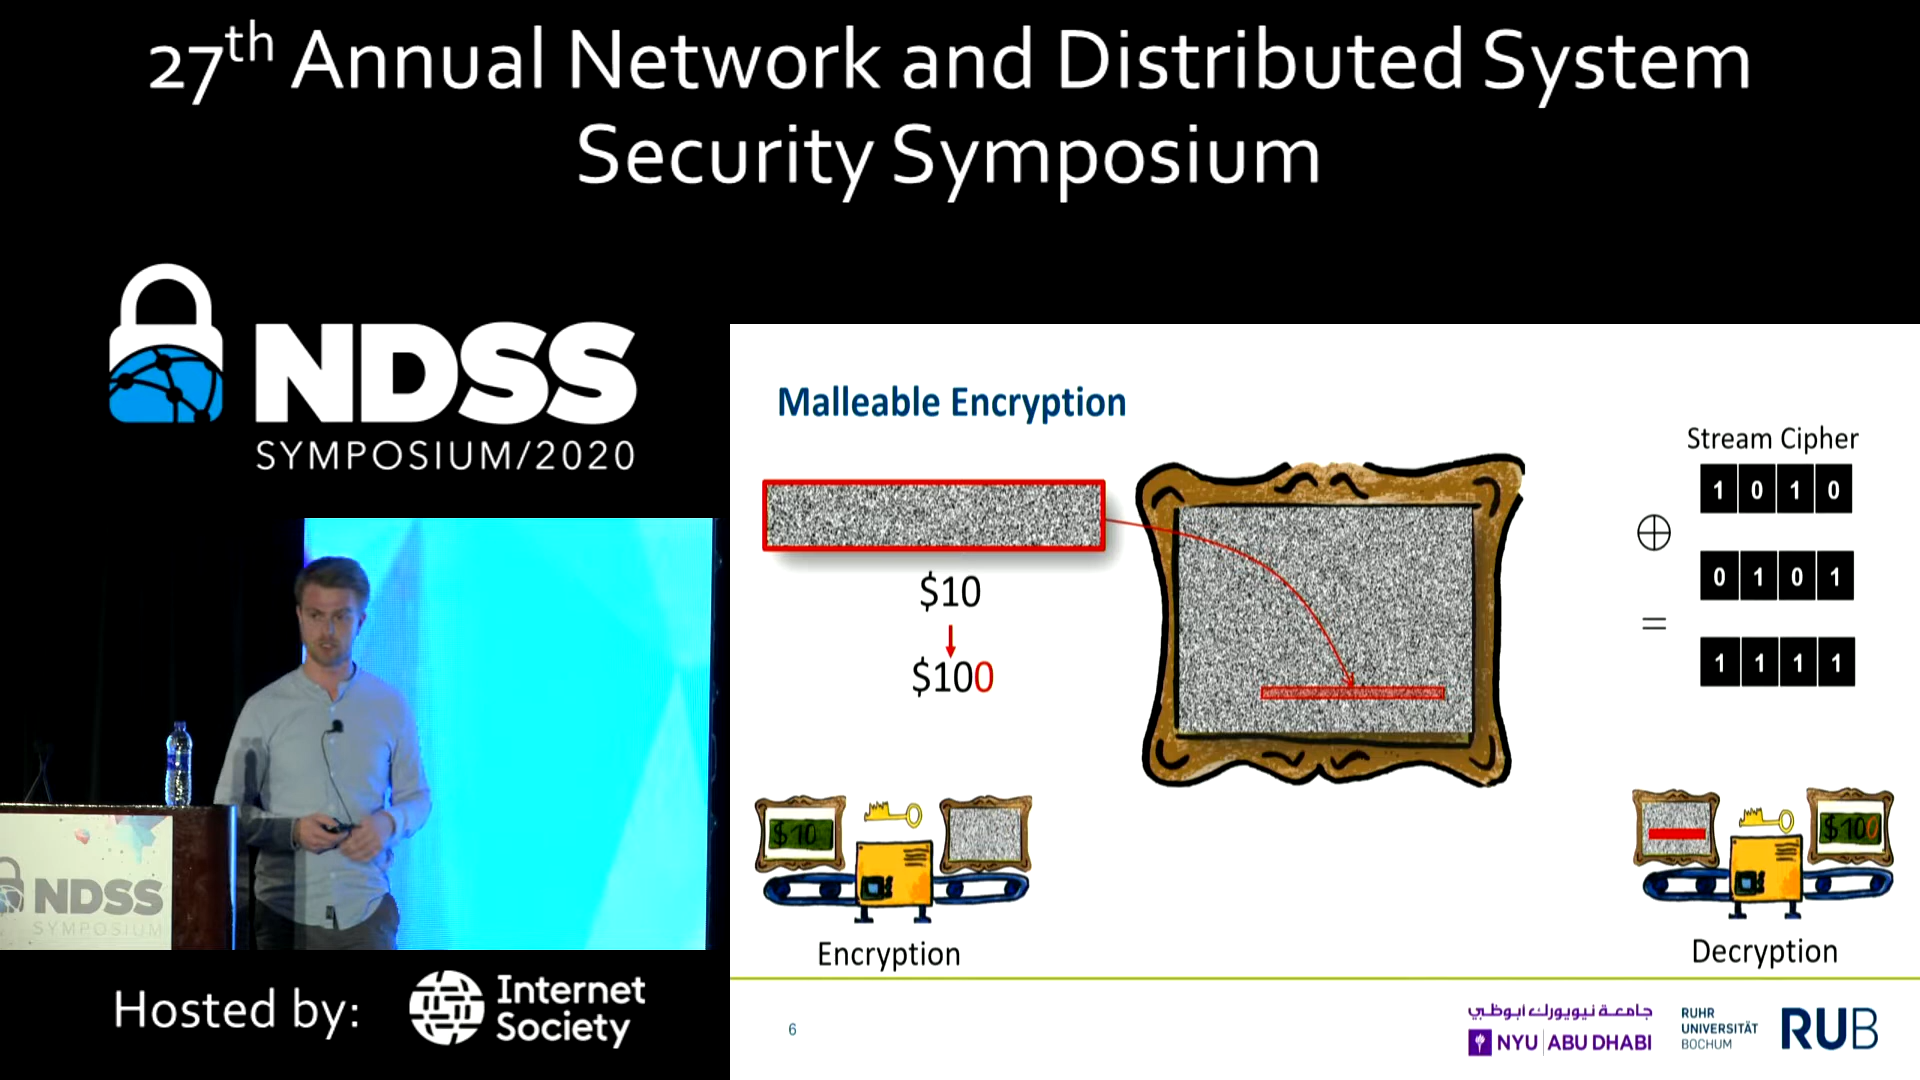 27th Annual Network and Distributed System
Security Symposium
NDSS
SYMPOSIUM/2020
Malleable Encryption
Stream Cipher
1 0 1 0
⊕
0 1 0 1
=
1 1 1 1
$10
$100
$10
Encryption
$100
Decryption
NDSS
SYMPOSIUM
Hosted by:
Internet
Society
6
جامعة نيويورك أبوظبي
NYU ABU DHABI
RUHR
UNIVERSITÄT
BOCHUM
RUB